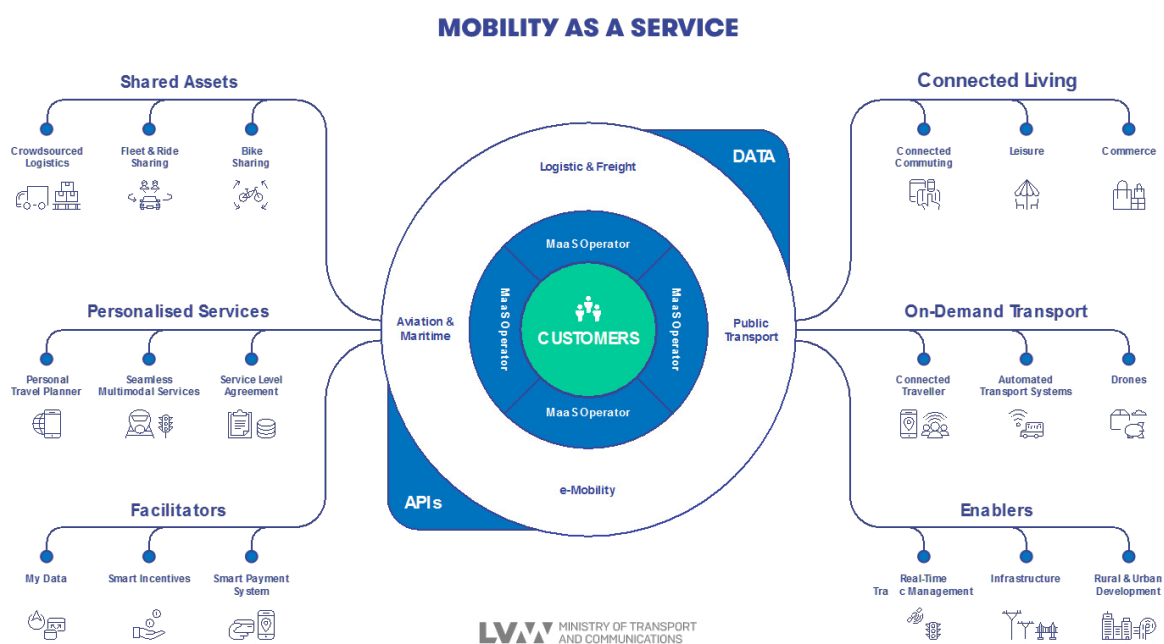 MOBILITY AS A SERVICE
Shared Assets
Crowdsourced
Logistics
Fleet & Ride
Sharing
Bike
Sharing
Personalised Services
Personal
Travel Planner
Seamless
Multimodal Services
Service Level
Agreement
Facilitators
My Data
Smart Incentives
Smart Payment
System
DATA
Logistic & Freight
MaaS Operator
Aviation &
Maritime
MaaS Operator
CUSTOMERS
MaaS Operator
Public
Transport
MaaS Operator
e-Mobility
APIs
Connected Living
Connected
Commuting
Leisure
Commerce
On-Demand Transport
Connected
Traveller
Automated
Transport Systems
Drones
Enablers
Real-Time
Tra c Management
Infrastructure
Rural & Urban
Development
LVM MINISTRY OF TRANSPORT
AND COMMUNICATIONS